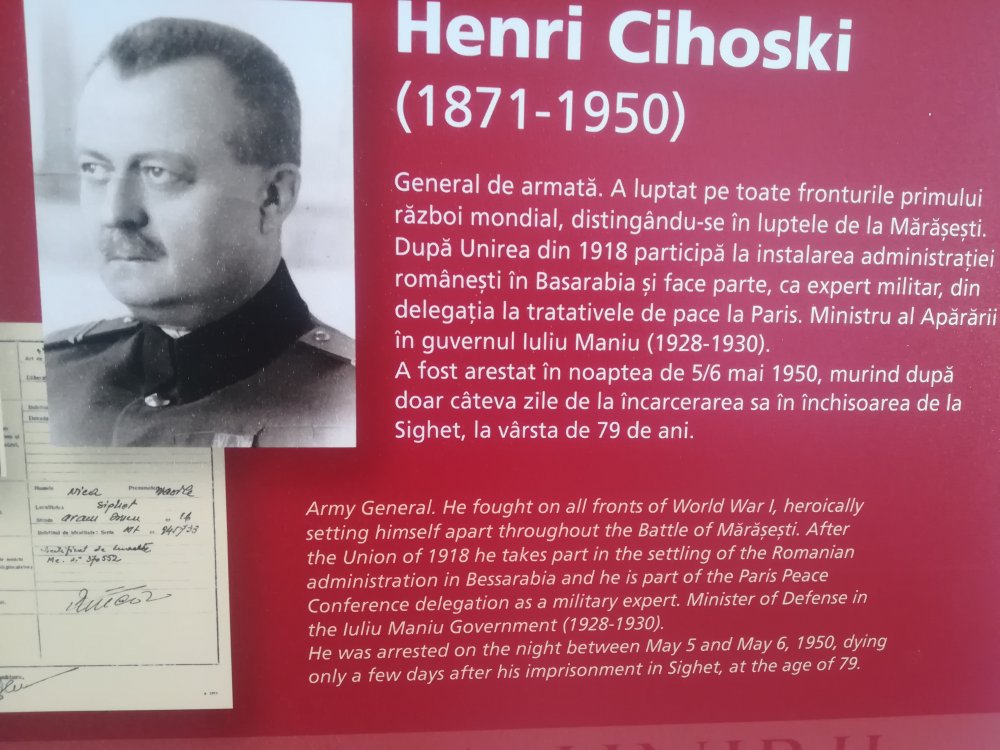 Henri Cihoski
(1871-1950)
General de armată. A luptat pe toate fronturile primului
război mondial, distingându-se în luptele de la Mărășești.
După Unirea din 1918 participă la instalarea administrației
românești în Basarabia și face parte, ca expert militar, din
delegația la tratativele de pace la Paris. Ministru al Apărării
în guvernul Iuliu Maniu (1928-1930).
A fost arestat în noaptea de 5/6 mai 1950, murind după
doar câteva zile de la încarcerarea sa în închisoarea de la
Sighet, la vârsta de 79 de ani.
Army General. He fought on all fronts of World War I, heroically
setting himself apart throughout the Battle of Mărășești. After
the Union of 1918 he takes part in the settling of the Romanian
administration in Bessarabia and he is part of the Paris Peace
Conference delegation as a military expert. Minister of Defense in
the Iuliu Maniu Government (1928-1930).
He was arrested on the night between May 5 and May 6, 1950, dying
only a few days after his imprisonment in Sighet, at the age of 79.
Numele Nicoa Prenumele Vasile
Localitatea Sighet
Strada